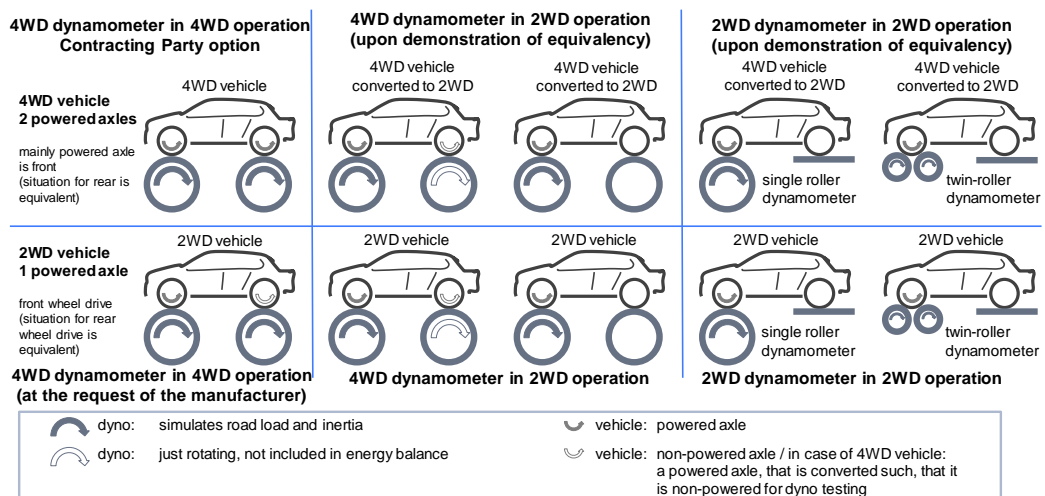 4WD dynamometer in 4WD operation
Contracting Party option
4WD dynamometer in 2WD operation
(upon demonstration of equivalency)
2WD dynamometer in 2WD operation
(upon demonstration of equivalency)
4WD vehicle
2 powered axles
mainly powered axle
is front
(situation for rear is
equivalent)
4WD vehicle
4WD vehicle
converted to 2WD
4WD vehicle
converted to 2WD
4WD vehicle
converted to 2WD
single roller
dynamometer
4WD vehicle
converted to 2WD
twin-roller
dynamometer
2WD vehicle
1 powered axle
front wheel drive
(situation for rear
wheel drive is
equivalent)
2WD vehicle
2WD vehicle
2WD vehicle
2WD vehicle
single roller
dynamometer
2WD vehicle
twin-roller
dynamometer
4WD dynamometer in 4WD operation
(at the request of the manufacturer)
4WD dynamometer in 2WD operation
2WD dynamometer in 2WD operation
dyno: simulates road load and inertia
dyno: just rotating, not included in energy balance
vehicle: powered axle
vehicle: non-powered axle / in case of 4WD vehicle:
a powered axle, that is converted such, that it
is non-powered for dyno testing